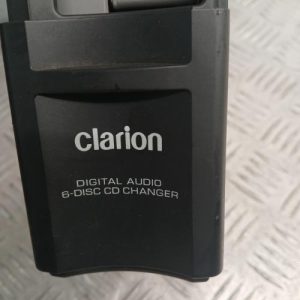 clarion
DIGITAL AUDIO
6-DISC CD CHANGER